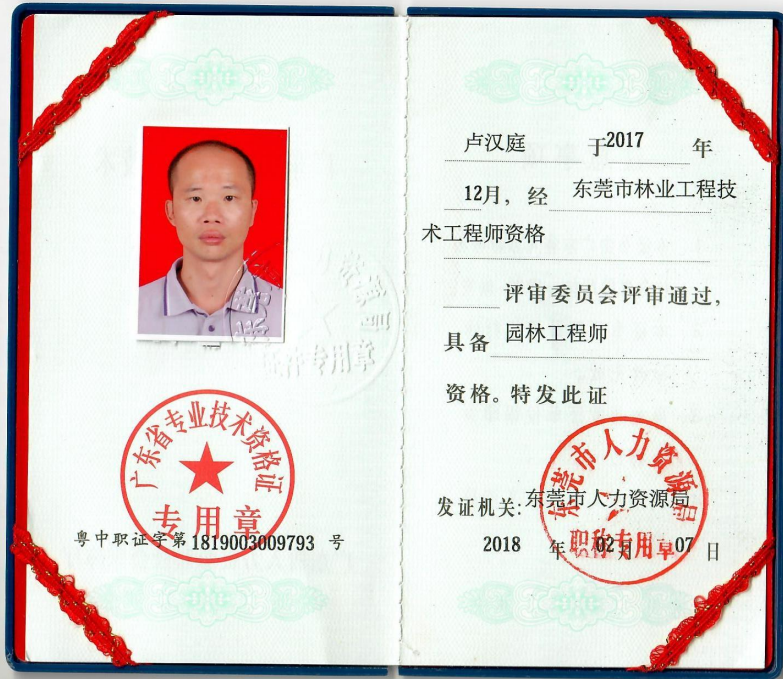 广东省专业技术资格证
专用章
粤中职证字第 1819003009793 号
卢汉庭 于2017 年
12月，经 东莞市林业工程技
术工程师资格
评审委员会评审通过，
具备 园林工程师
资格。特发此证
东莞市人力资源局
发证机关：东莞市人力资源局
职称专用章
2018 年 02月 07 日